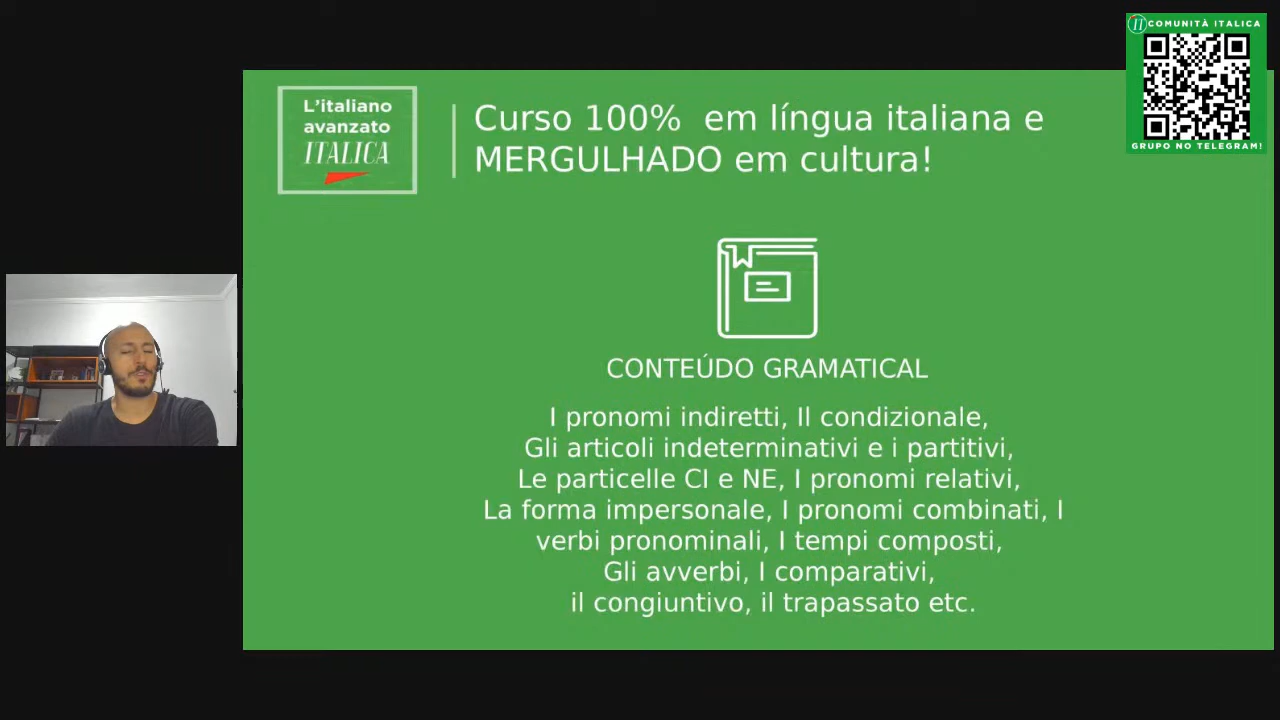 L'italiano
avanzato
ITALICA
Curso 100% em língua italiana e
MERGULHADO em cultura!
COMUNITÀ ITALICA
GRUPO NO TELEGRAM!
CONTEÚDO GRAMATICAL
I pronomi indiretti, Il condizionale,
Gli articoli indeterminativi e i partitivi,
Le particelle CI e NE, I pronomi relativi,
La forma impersonale, I pronomi combinati, I
verbi pronominali, I tempi composti,
Gli avverbi, I comparativi,
il congiuntivo, il trapassato etc.